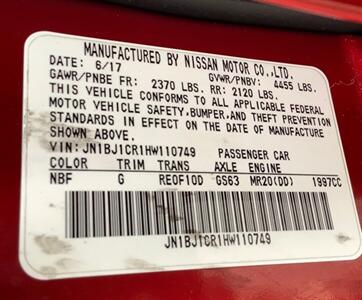 MANUFACTURED BY NISSAN MOTOR CO.,LTD.
DATE: 6/17 GVWR/PNBV: 4455 LBS.
GAWR/PNBE FR: 2370 LBS. RR: 2120 LBS.
THIS VEHICLE CONFORMS TO ALL APPLICABLE FEDERAL
MOTOR VEHICLE SAFETY,BUMPER,AND THEFT PREVENTION
STANDARDS IN EFFECT ON THE DATE OF MANUFACTURE
SHOWN ABOVE.
VIN: JN1BJ1CR1HW110749 PASSENGER CAR
COLOR TRIM TRANS AXLE ENGINE
NBF G RE0F10D GS63 MR20(DD) 1997CC
JN1BJ1CR1HW110749